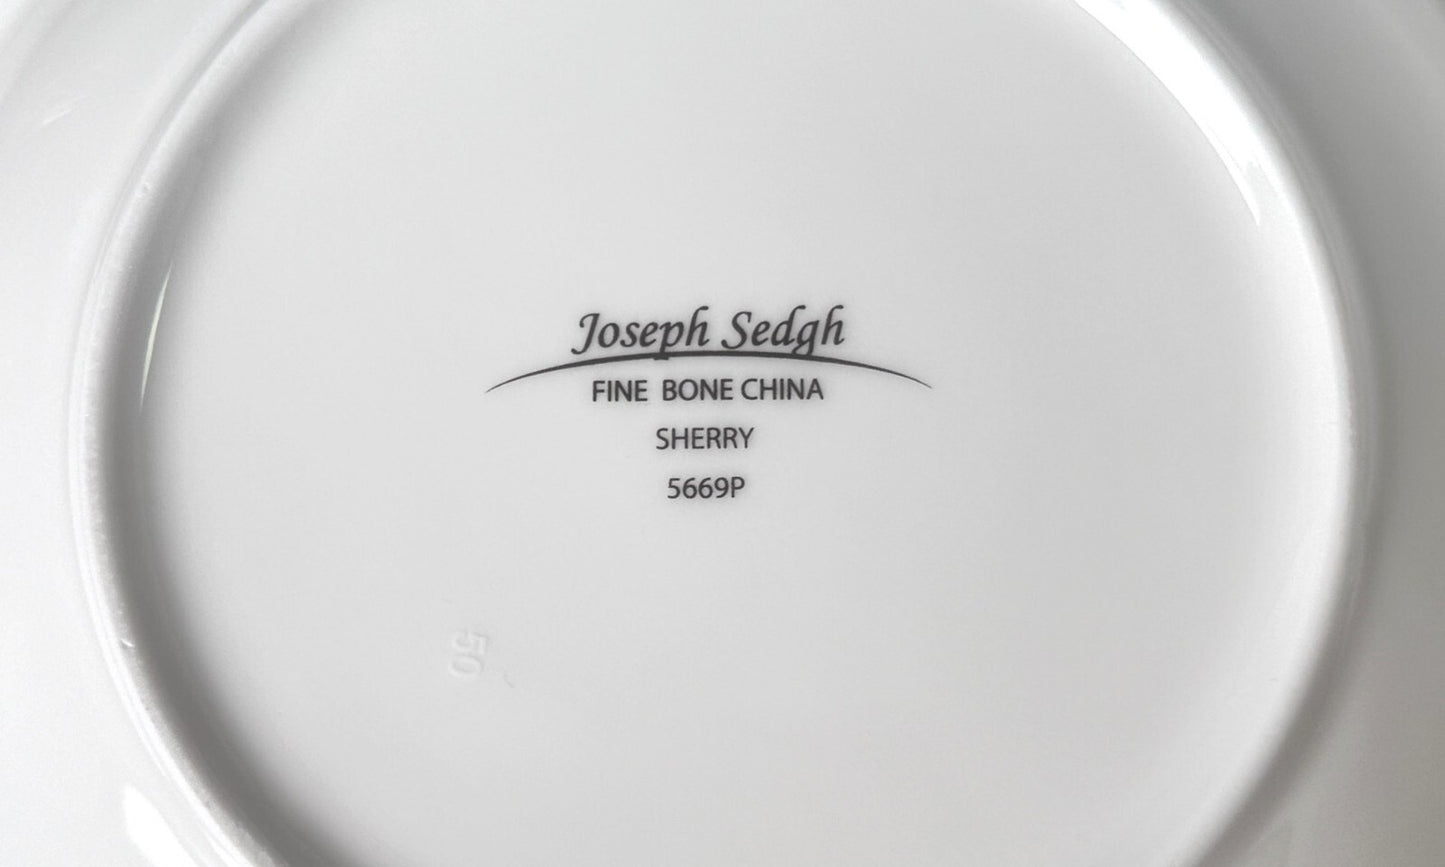 Joseph Sedgh
FINE BONE CHINA
SHERRY
5669P
50